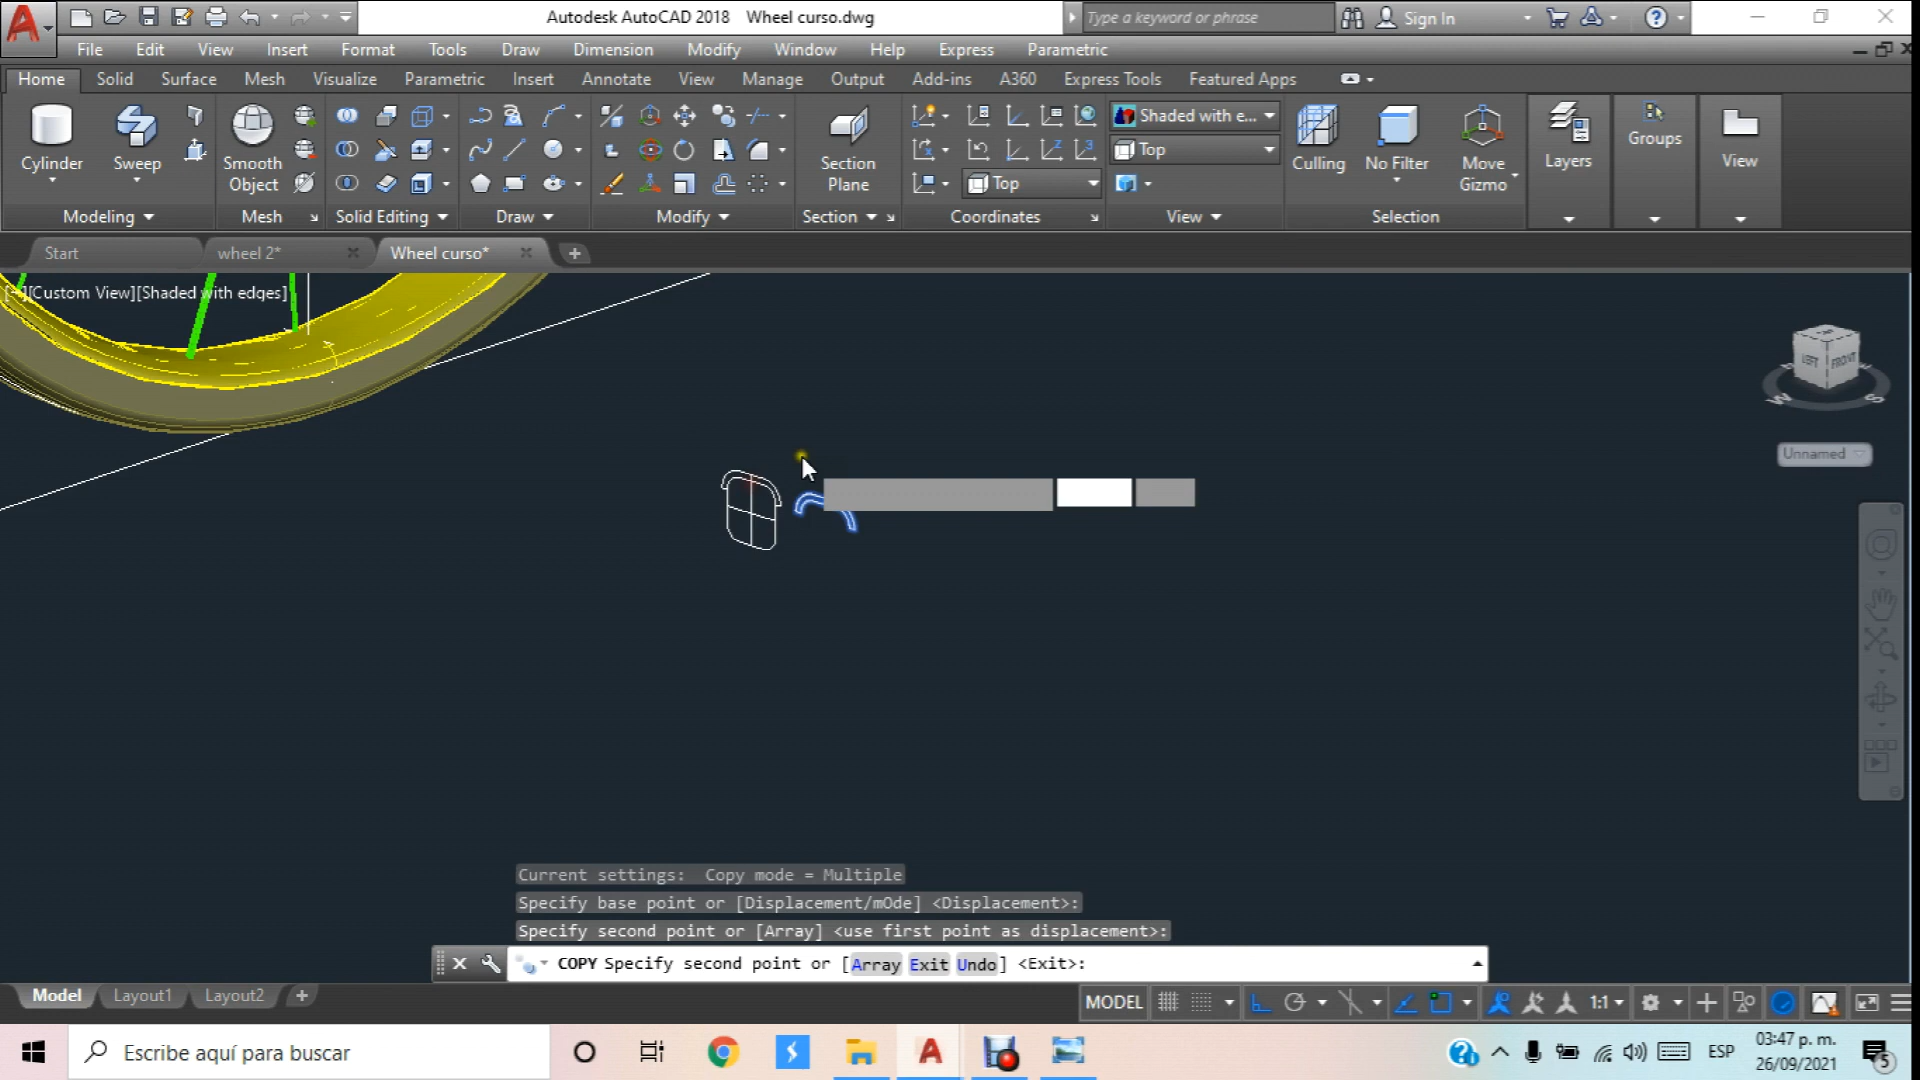 Autodesk AutoCAD 2018 Wheel curso.dwg
Type a keyword or phrase
Sign In
File Edit View Insert Format Tools Draw Dimension Modify Window Help Express Parametric
Home Solid Surface Mesh Visualize Parametric Insert Annotate View Manage Output Add-ins A360 Express Tools Featured Apps
Cylinder
Sweep
Smooth Object
Section Plane
Shaded with e...
Top
Top
Culling
No Filter
Move Gizmo
Layers
Groups
View
Modeling Mesh Solid Editing Draw Modify Section Coordinates View Selection
Start wheel 2* Wheel curso*
[-][Custom View][Shaded with edges]
LEFT FRONT
W S
Unnamed
Current settings: Copy mode = Multiple
Specify base point or [Displacement/mOde] <Displacement>:
Specify second point or [Array] <use first point as displacement>:
COPY Specify second point or [Array Exit Undo] <Exit>:
Model Layout1 Layout2
MODEL 1:1
Escribe aquí para buscar
ESP
03:47 p. m.
26/09/2021
5